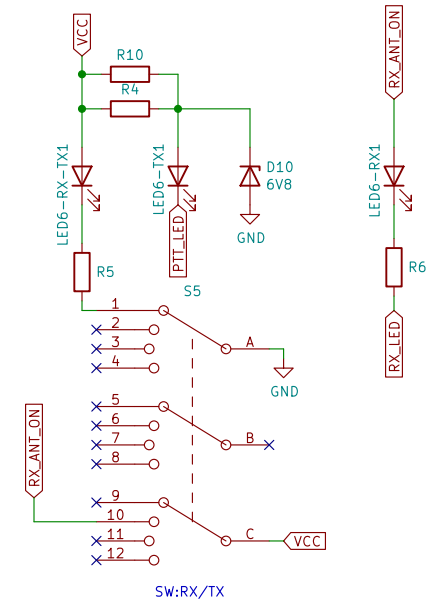 VCC
RX_ANT_ON
R10
R4
LED6-RX-TX1
LED6-TX1
D10
6V8
LED6-RX1
PTT_LED
GND
R5
R6
S5
1
2
3
4
A
GND
RX_LED
5
6
7
8
B
RX_ANT_ON
9
10
11
12
C
VCC
SW:RX/TX